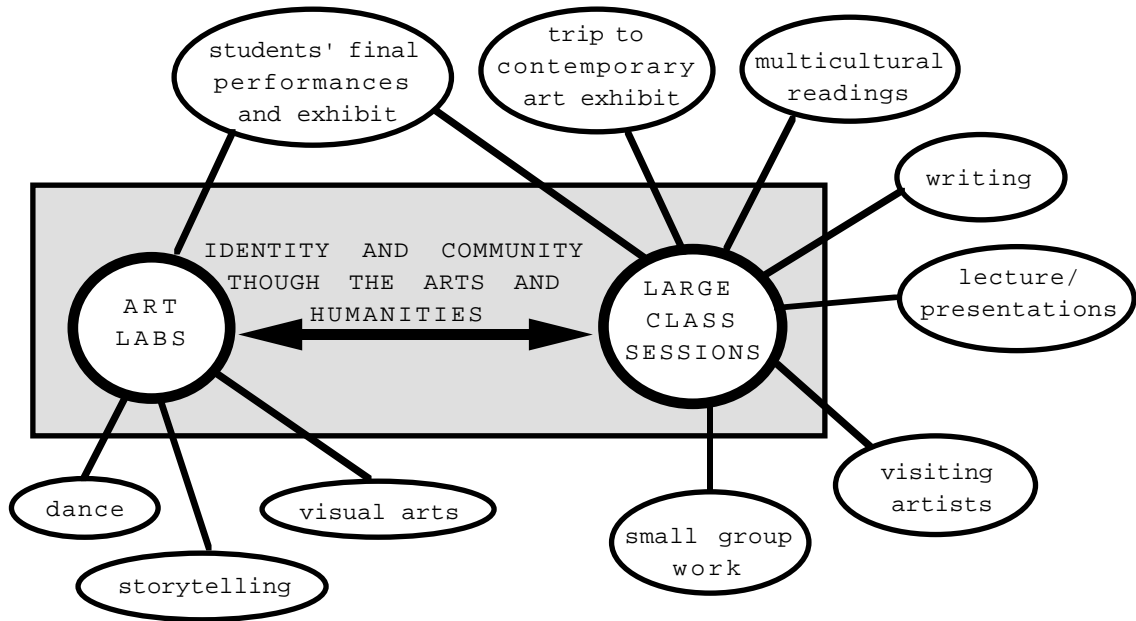 students' final
performances
and exhibit
trip to
contemporary
art exhibit
multicultural
readings
writing
lecture/
presentations
IDENTITY AND COMMUNITY
THOUGH THE ARTS AND
HUMANITIES
ART
LABS
LARGE
CLASS
SESSIONS
dance
storytelling
visual arts
small group
work
visiting
artists